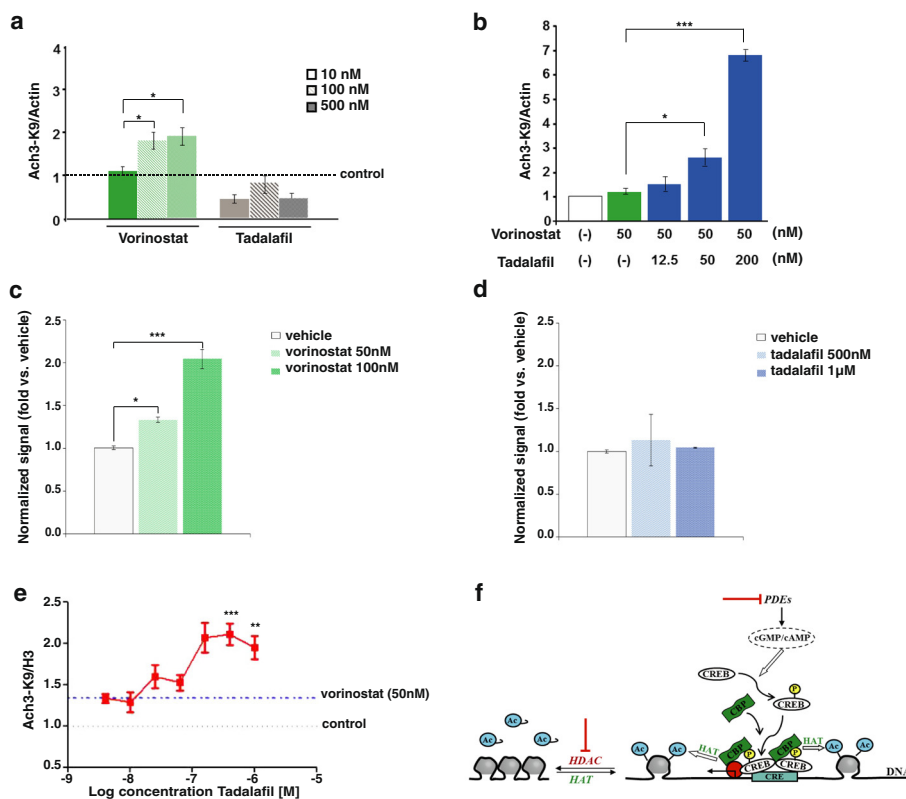 a
Ach3-K9/Actin
4
3
2
1
0
10 nM
100 nM
500 nM
*
*
control
Vorinostat
Tadalafil
b
Ach3-K9/Actin
8
7
6
5
4
3
2
1
0
***
*
Vorinostat (-) 50 50 50 50 (nM)
Tadalafil (-) (-) 12.5 50 200 (nM)
c
Normalized signal (fold vs. vehicle)
2.5
2.0
1.5
1.0
0.5
0.0
***
*
vehicle
vorinostat 50nM
vorinostat 100nM
d
Normalized signal (fold vs. vehicle)
2.5
2.0
1.5
1.0
0.5
0.0
vehicle
tadalafil 500nM
tadalafil 1µM
e
Ach3-K9/H3
2.5
2.0
1.5
1.0
0.5
***
**
vorinostat (50nM)
control
-9 -8 -7 -6 -5
Log concentration Tadalafil [M]
f
PDEs
cGMP/cAMP
CREB
P
CREB
CBP
Ac
Ac
Ac
HDAC
HAT
Ac
Ac
HAT
CBP
P
CBP
P
HAT
Ac
Ac
CREB
CREB
CRE
DNA